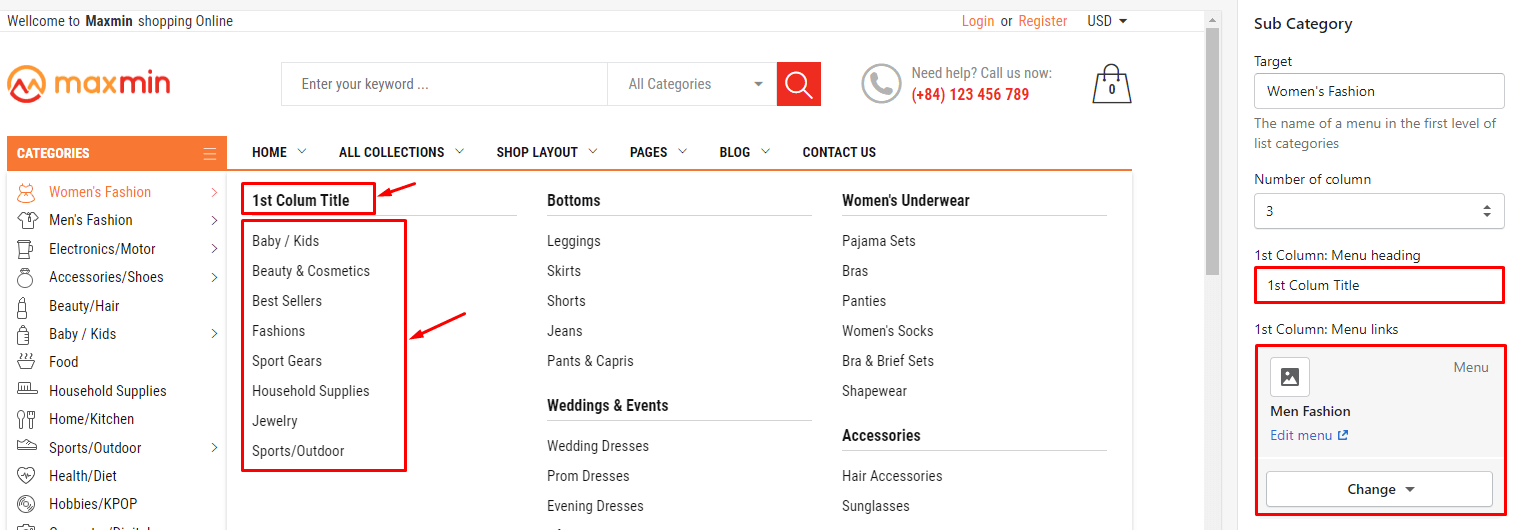 Wellcome to Maxmin shopping Online
Login or Register USD
maxmin
Enter your keyword ...
All Categories
Need help? Call us now:
(+84) 123 456 789
0
CATEGORIES
HOME
ALL COLLECTIONS
SHOP LAYOUT
PAGES
BLOG
CONTACT US
Women's Fashion
Men's Fashion
Electronics/Motor
Accessories/Shoes
Beauty/Hair
Baby / Kids
Food
Household Supplies
Home/Kitchen
Sports/Outdoor
Health/Diet
Hobbies/KPOP
1st Colum Title
Baby / Kids
Beauty & Cosmetics
Best Sellers
Fashions
Sport Gears
Household Supplies
Jewelry
Sports/Outdoor
Bottoms
Leggings
Skirts
Shorts
Jeans
Pants & Capris
Weddings & Events
Wedding Dresses
Prom Dresses
Evening Dresses
Women's Underwear
Pajama Sets
Bras
Panties
Women's Socks
Bra & Brief Sets
Shapewear
Accessories
Hair Accessories
Sunglasses
Sub Category
Target
Women's Fashion
The name of a menu in the first level of
list categories
Number of column
3
1st Column: Menu heading
1st Colum Title
1st Column: Menu links
Menu
Men Fashion
Edit menu
Change